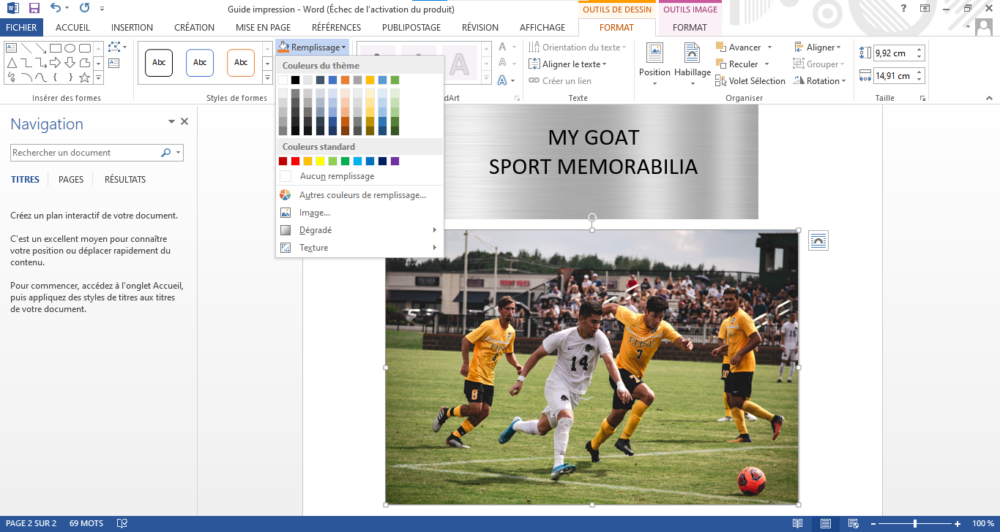 Guide impression - Word (Échec de l'activation du produit)
OUTILS DE DESSIN
OUTILS IMAGE
FICHIER
ACCUEIL
INSERTION
CRÉATION
MISE EN PAGE
RÉFÉRENCES
PUBLIPOSTAGE
RÉVISION
AFFICHAGE
FORMAT
FORMAT
Abc
Abc
Abc
Remplissage
A
A
A
A
Orientation du texte
Aligner le texte
Créer un lien
Position
Habillage
Avancer
Reculer
Volet Sélection
Aligner
Grouper
Rotation
9,92 cm
14,91 cm
Insérer des formes
Styles de formes
dArt
Texte
Organiser
Taille
Couleurs du thème
Couleurs standard
Aucun remplissage
Autres couleurs de remplissage...
Image...
Dégradé
Texture
Navigation
Rechercher un document
TITRES
PAGES
RÉSULTATS
Créez un plan interactif de votre document.
C'est un excellent moyen pour connaître
votre position ou déplacer rapidement du
contenu.
Pour commencer, accédez à l'onglet Accueil,
puis appliquez des styles de titres aux titres
de votre document.
MY GOAT
SPORT MEMORABILIA
PREMIER
14
7
8
8
15
10
PAGE 2 SUR 2
69 MOTS
100 %